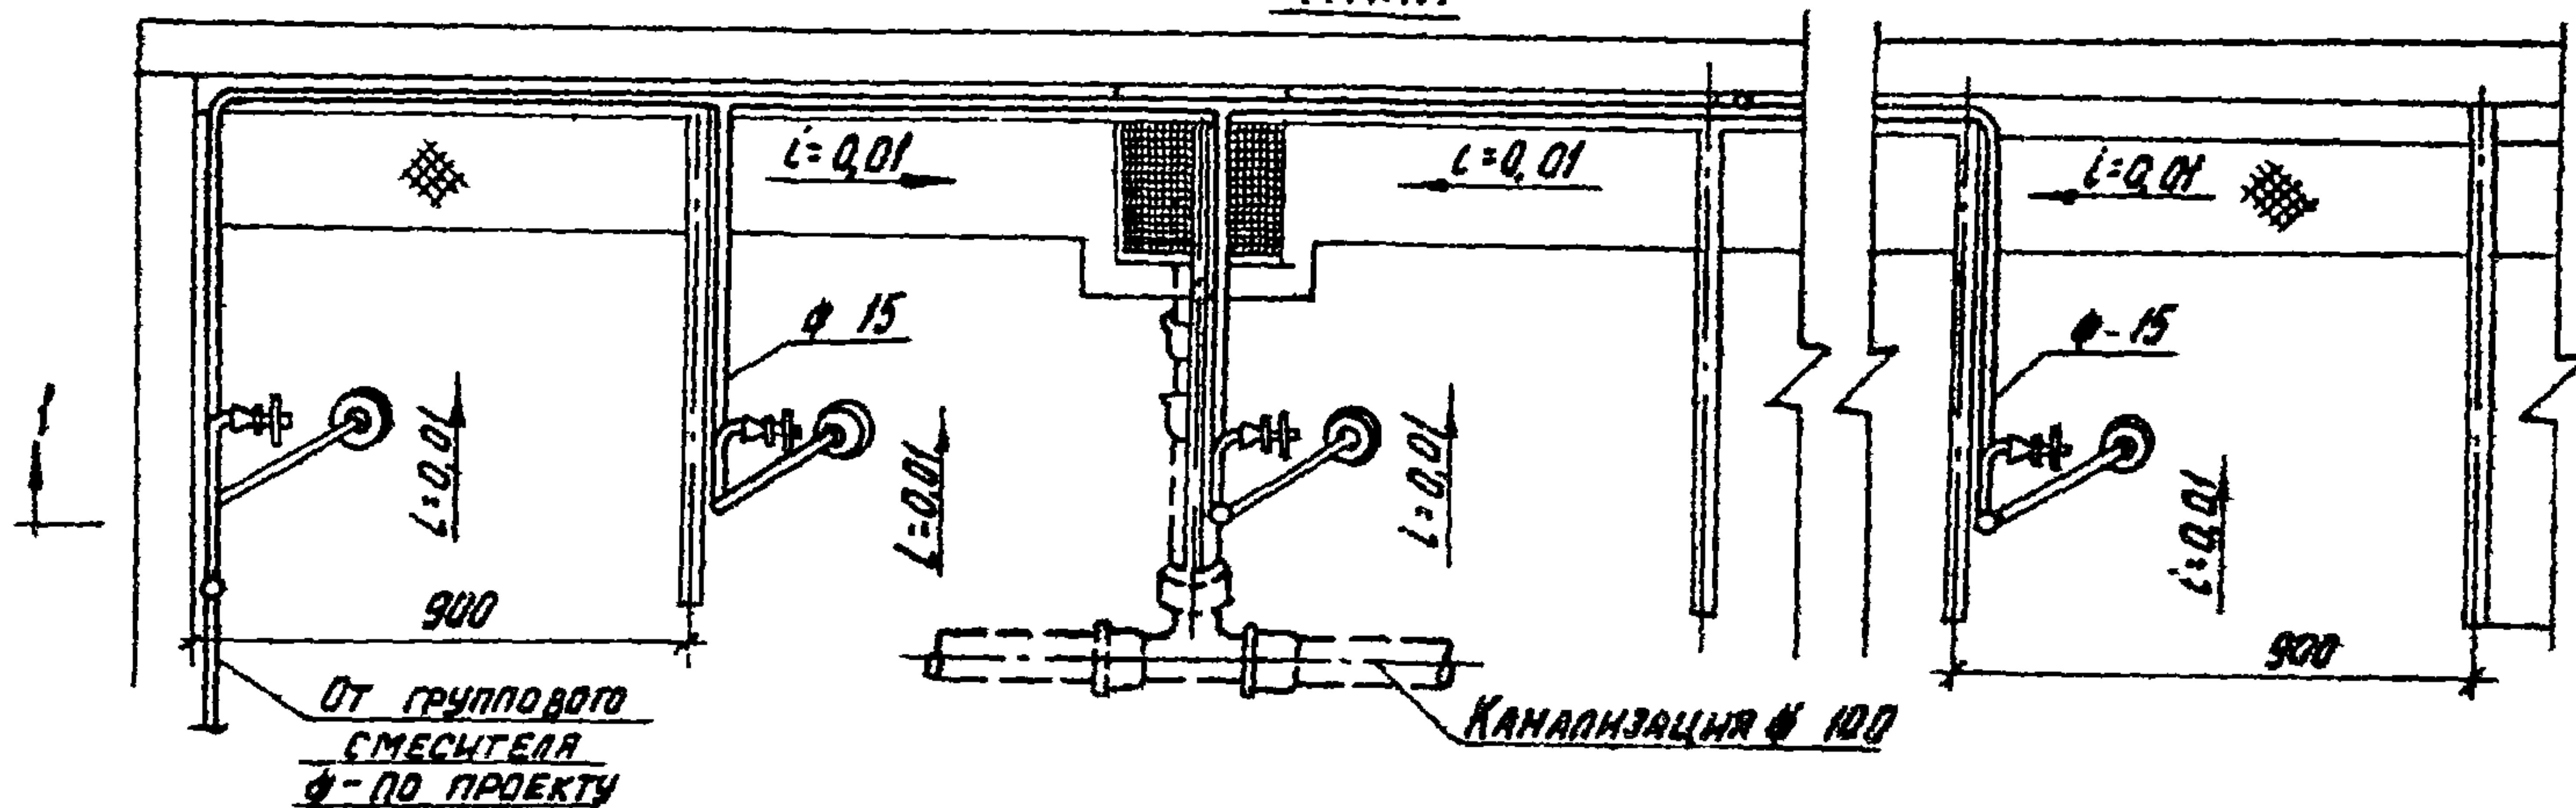 i=0,01
i=0,01
i=0,01
ϕ 15
ϕ-15
I
i=0,01
i=0,01
i=0,01
i=0,01
900
900
От группового
смесителя
ϕ-по проекту
Канализация ϕ 100